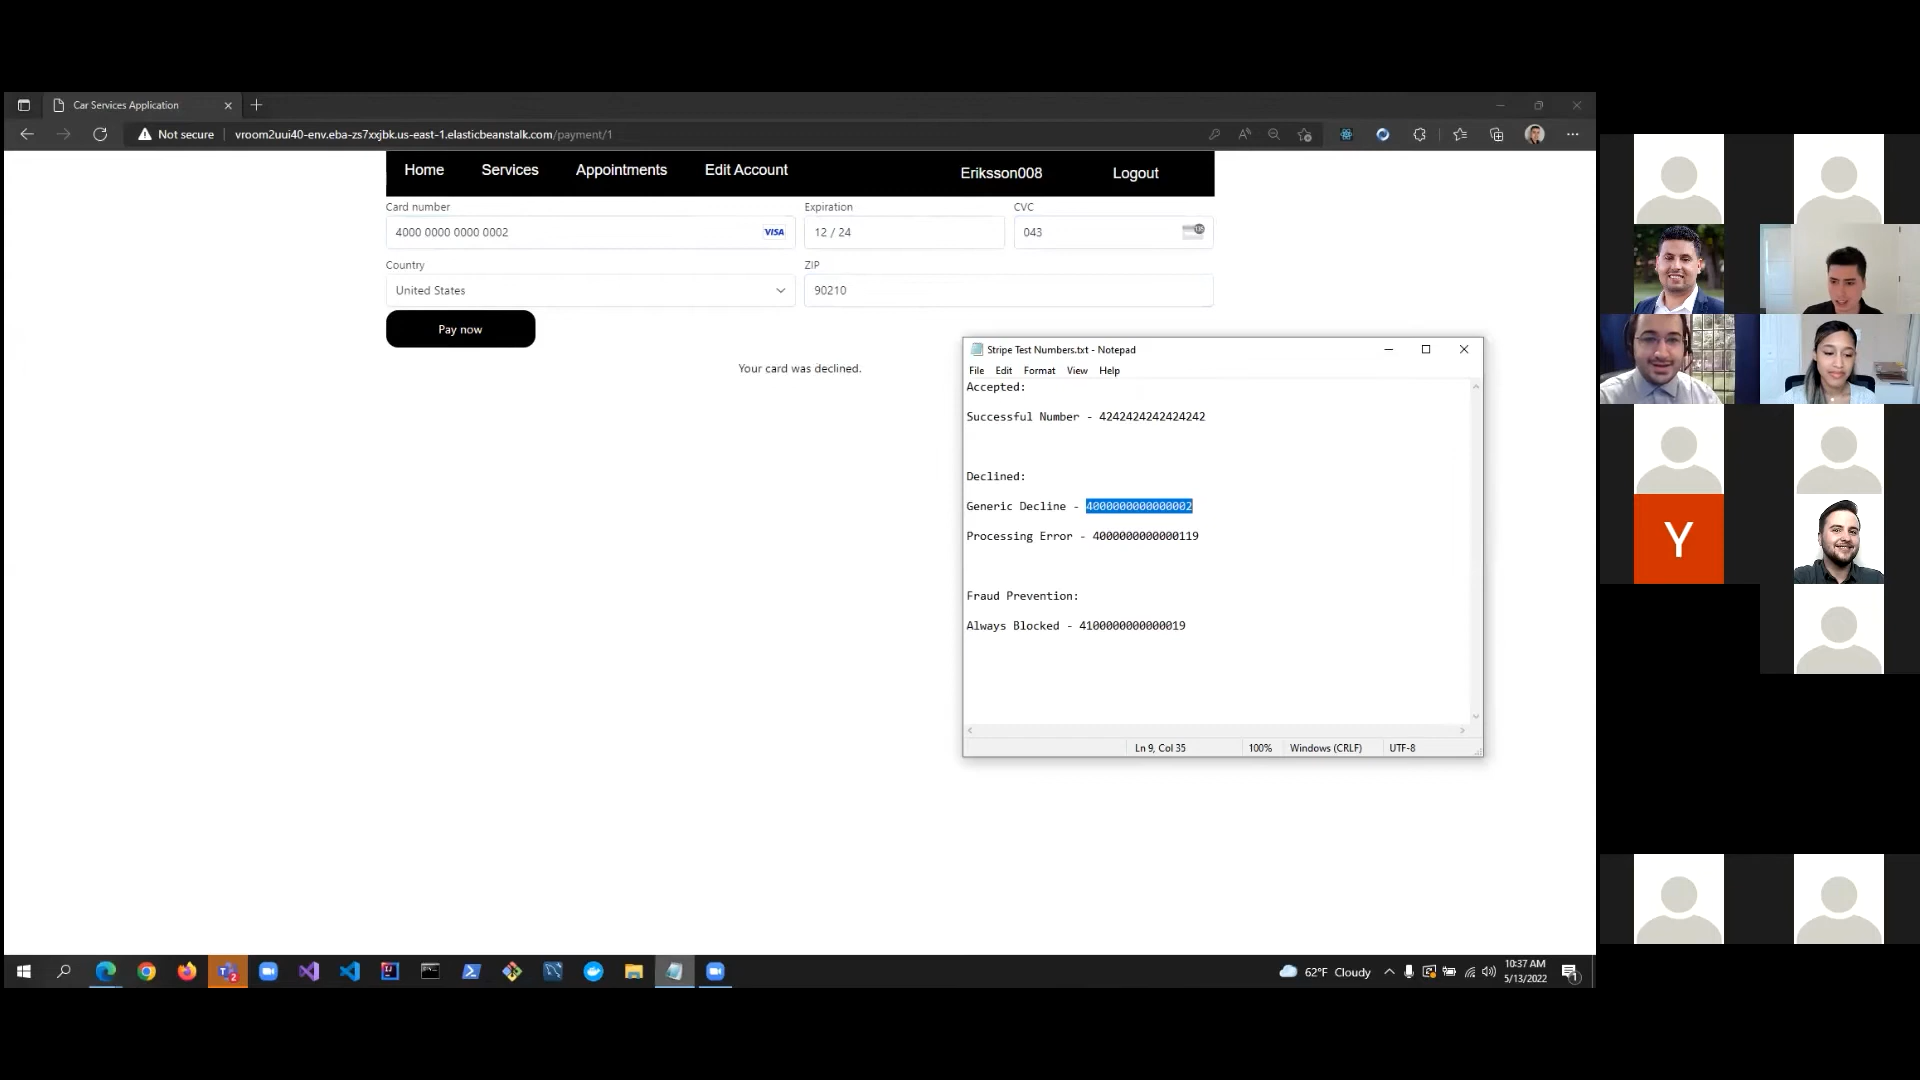 Car Services Application
Not secure
vroom2uui40-env.eba-zs7xxjbk.us-east-1.elasticbeanstalk.com/payment/1
Home Services Appointments Edit Account Eriksson008 Logout
Card number Expiration CVC
4000 0000 0000 0002 VISA 12 / 24 043
Country ZIP
United States 90210
Pay now
Your card was declined.
Stripe Test Numbers.txt - Notepad
File Edit Format View Help
Accepted:
Successful Number - 4242424242424242
Declined:
Generic Decline - 4000000000000002
Processing Error - 4000000000000119
Fraud Prevention:
Always Blocked - 4100000000000019
Ln 9, Col 35 100% Windows (CRLF) UTF-8
Y
62°F Cloudy
10:37 AM
5/13/2022